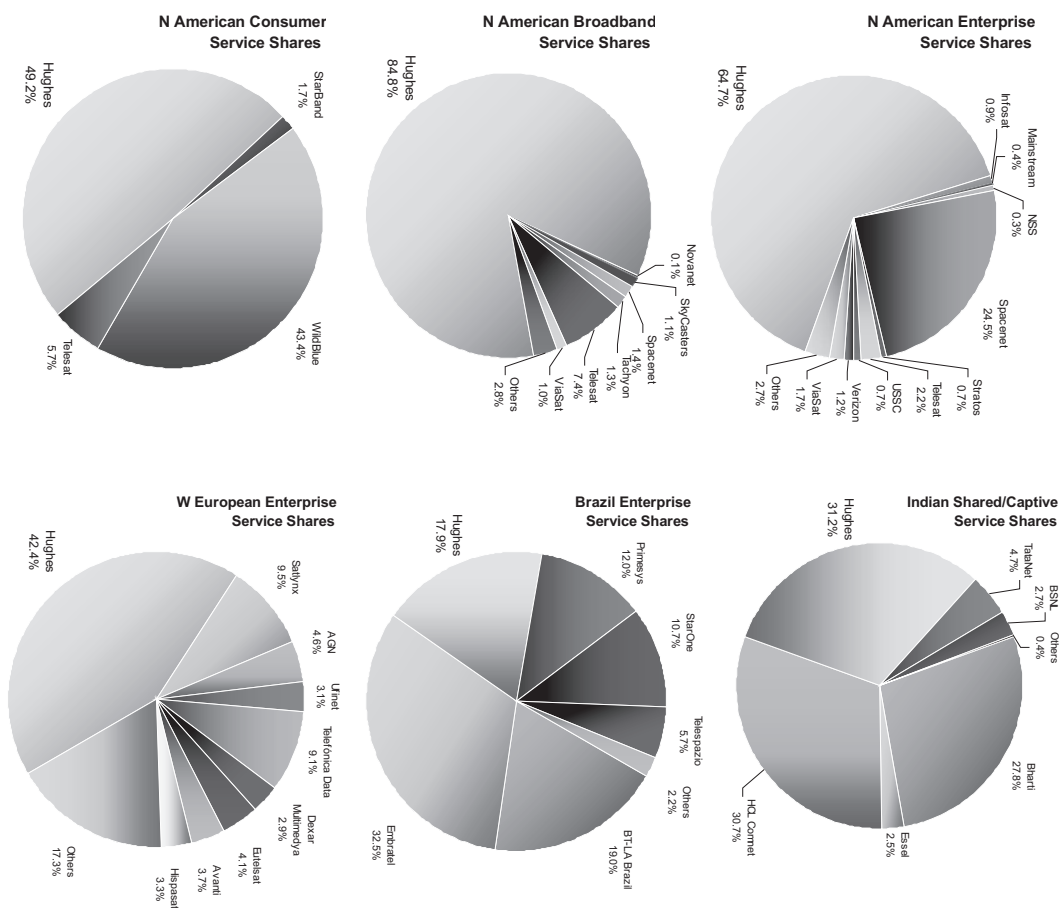 N American Consumer
Service Shares
Hughes
49.2%
StarBand
1.7%
WildBlue
43.4%
Telesat
5.7%
N American Broadband
Service Shares
Hughes
84.8%
Novanet
0.1%
SkyCasters
1.1%
Spacenet
1.4%
Tachyon
1.3%
Telesat
7.4%
ViaSat
1.0%
Others
2.8%
N American Enterprise
Service Shares
Hughes
64.7%
Infosat
0.9%
Mainstream
0.4%
NSS
0.3%
Spacenet
24.5%
Stratos
0.7%
Telesat
2.2%
USSC
0.7%
Verizon
1.2%
ViaSat
1.7%
Others
2.7%
W European Enterprise
Service Shares
Hughes
42.4%
Satlynx
9.5%
AGN
4.6%
Ufinet
3.1%
Telefónica Data
9.1%
Dexar
Multimedya
2.9%
Eutelsat
4.1%
Avanti
3.7%
Hispasat
3.3%
Others
17.3%
Brazil Enterprise
Service Shares
Hughes
17.9%
Primesys
12.0%
StarOne
10.7%
Telespazio
5.7%
Others
2.2%
BT-LA Brazil
19.0%
Embratel
32.5%
Indian Shared/Captive
Service Shares
Hughes
31.2%
TataNet
4.7%
BSNL
2.7%
Others
0.4%
Bharti
27.8%
Essel
2.5%
HCL Comnet
30.7%